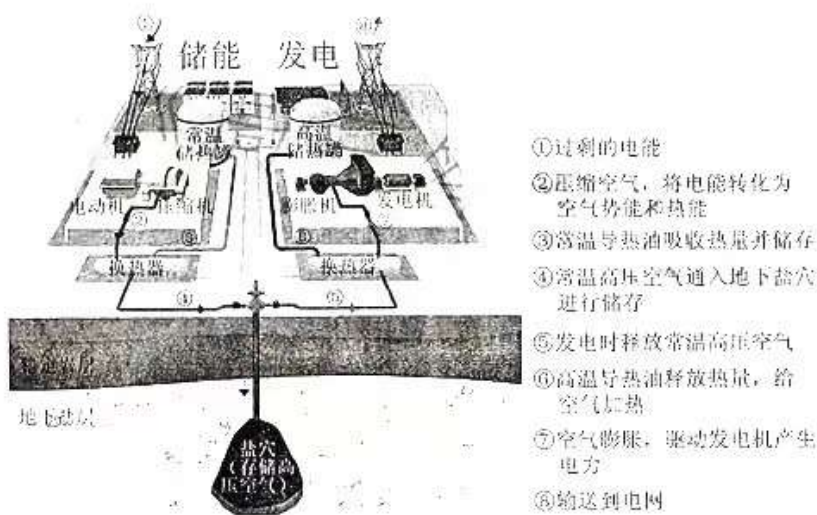 储能 发电
常温
储热罐
高温
储热罐
电动机 压缩机
膨胀机 发电机
换热器 换热器
④ ⑤
地下盐层
盐穴
(存储高
压空气)
①过剩的电能
②压缩空气，将电能转化为
空气势能和热能
③常温导热油吸收热量并储存
④常温高压空气通入地下盐穴
进行储存
⑤发电时释放常温高压空气
⑥高温导热油释放热量，给
空气加热
⑦空气膨胀，驱动发电机产生
电力
⑧输送到电网